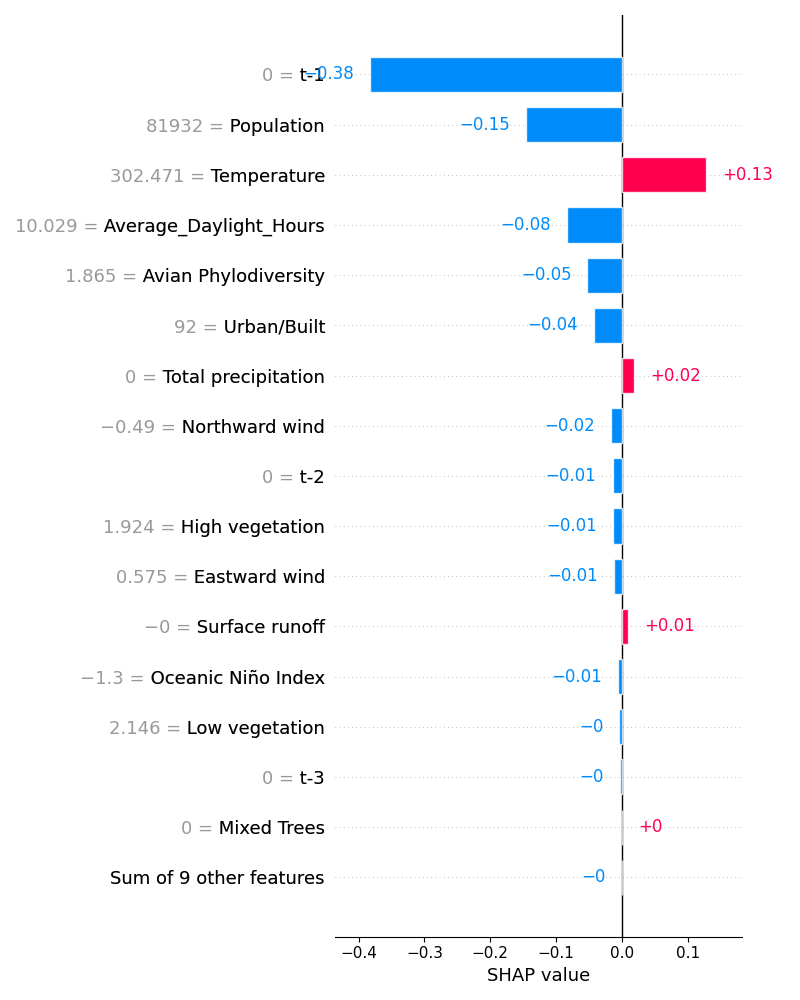 0 = t-1 −0.38
81932 = Population −0.15
302.471 = Temperature +0.13
10.029 = Average_Daylight_Hours −0.08
1.865 = Avian Phylodiversity −0.05
92 = Urban/Built −0.04
0 = Total precipitation +0.02
−0.49 = Northward wind −0.02
0 = t-2 −0.01
1.924 = High vegetation −0.01
0.575 = Eastward wind −0.01
−0 = Surface runoff +0.01
−1.3 = Oceanic Niño Index −0.01
2.146 = Low vegetation −0
0 = t-3 −0
0 = Mixed Trees +0
Sum of 9 other features −0
−0.4 −0.3 −0.2 −0.1 0.0 0.1
SHAP value